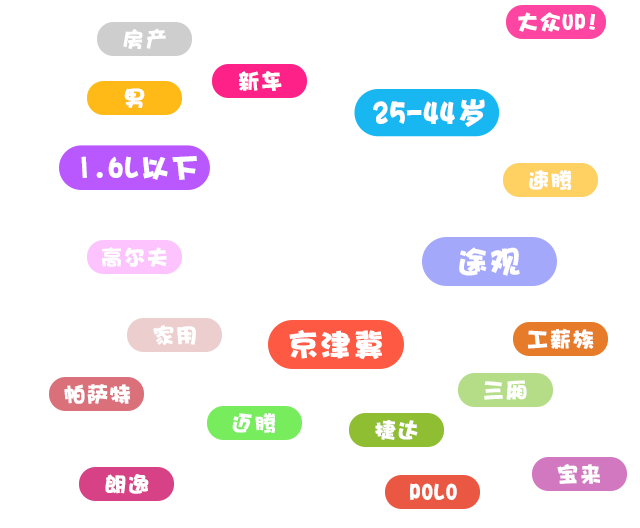 大众UP!
房产
新车
男
25-44岁
1.6L以下
速腾
高尔夫
途观
家用
京津冀
工薪族
帕萨特
三厢
迈腾
捷达
朗逸
宝来
POLO